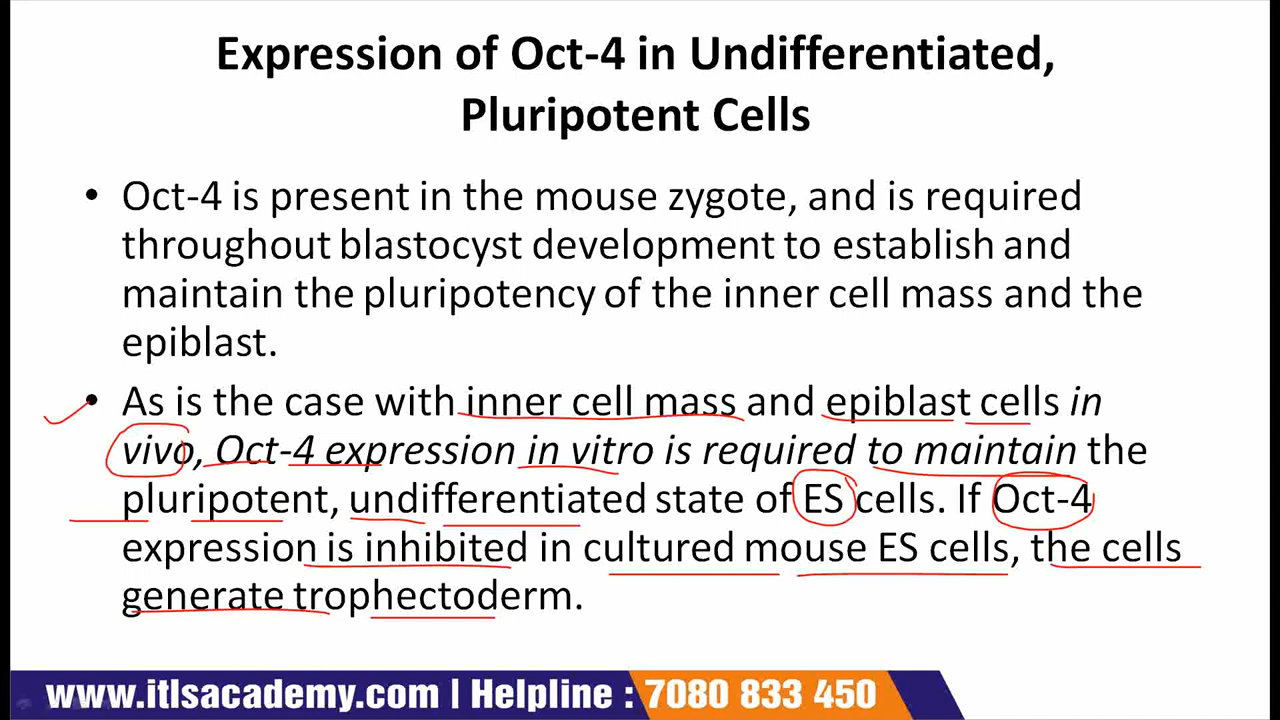 Expression of Oct-4 in Undifferentiated,
Pluripotent Cells
• Oct-4 is present in the mouse zygote, and is required
throughout blastocyst development to establish and
maintain the pluripotency of the inner cell mass and the
epiblast.
• As is the case with inner cell mass and epiblast cells in
vivo, Oct-4 expression in vitro is required to maintain the
pluripotent, undifferentiated state of ES cells. If Oct-4
expression is inhibited in cultured mouse ES cells, the cells
generate trophectoderm.
www.itlsacademy.com | Helpline : 7080 833 450